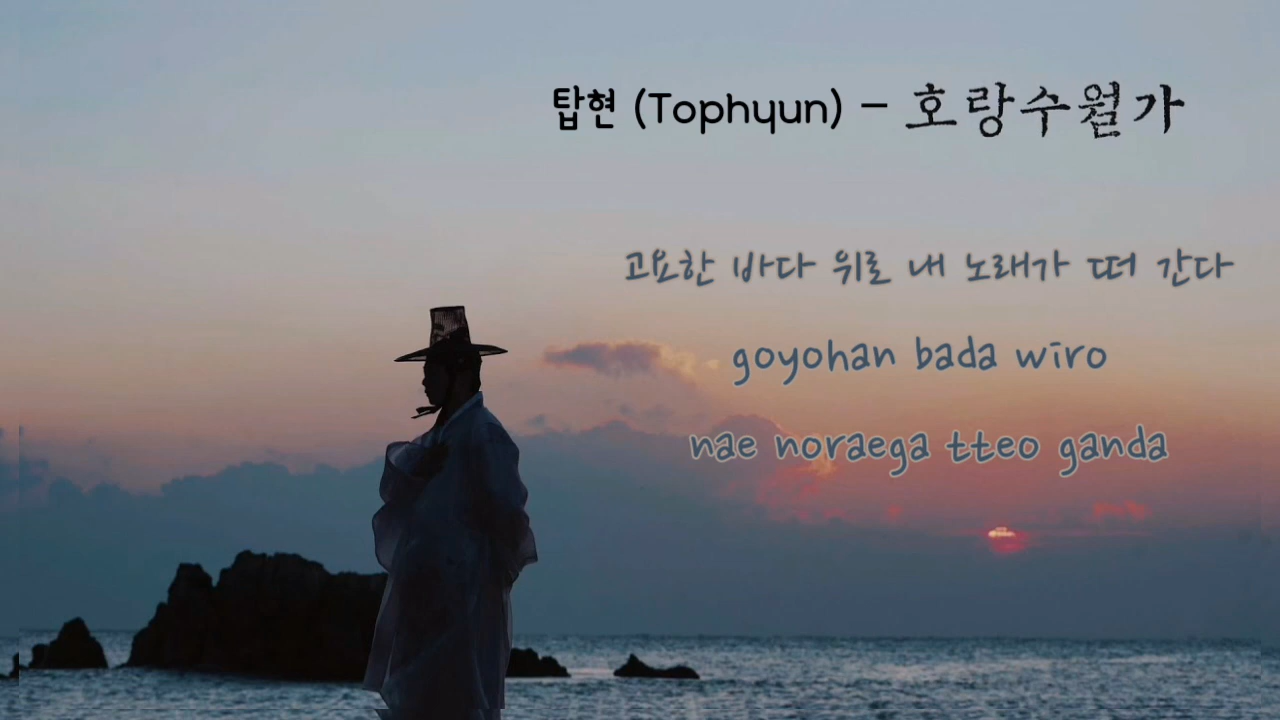 탑현 (Tophyun) - 호랑수월가
고요한 바다 위로 내 노래가 떠 간다
goyohan bada wiro
nae noraega tteo ganda